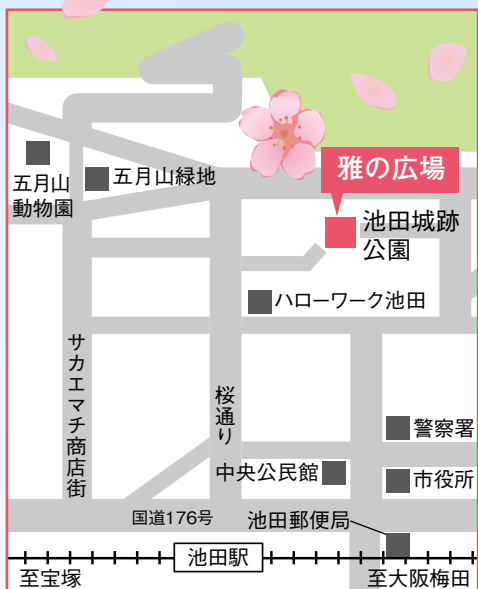 雅の広場
五月山
動物園
五月山緑地
池田城跡
公園
ハローワーク池田
サカエマチ商店街
桜通り
警察署
中央公民館
市役所
国道176号
池田郵便局
池田駅
至宝塚
至大阪梅田